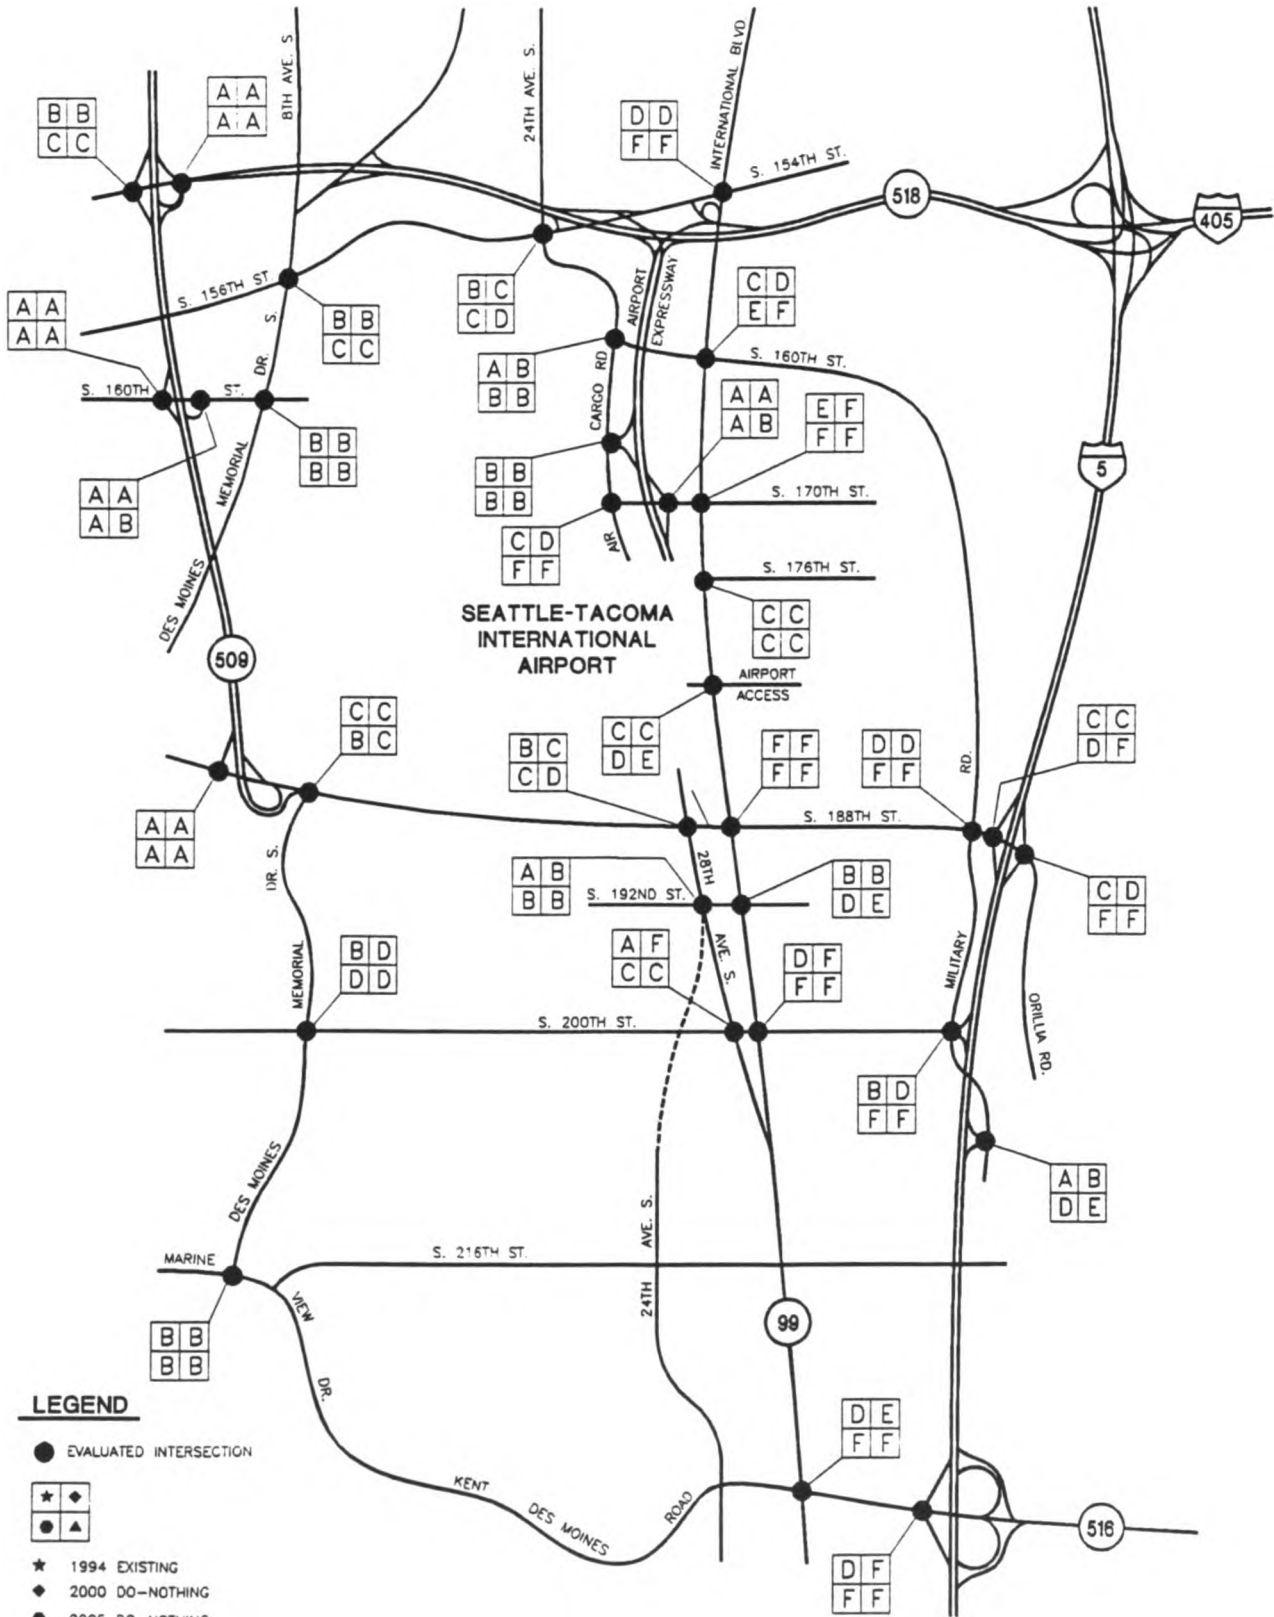 8TH AVE. S.
24TH AVE. S.
INTERNATIONAL BLVD
A A
A A
B B
C C
D D
F F
S. 154TH ST.
518
405
S. 156TH ST.
B C
C D
AIRPORT
EXPRESSWAY
C D
E F
A A
A A
B B
C C
DR. S.
S. 160TH ST.
A B
B B
CARGO RD
S. 160TH ST.
A A
A B
E F
F F
B B
B B
MEMORIAL
B B
B B
5
A A
A B
S. 170TH ST.
C D
F F
AIR
S. 176TH ST.
DES MOINES
SEATTLE-TACOMA
INTERNATIONAL
AIRPORT
C C
C C
509
AIRPORT
ACCESS
C C
B C
C C
D E
B C
C D
F F
F F
D D
F F
C C
D F
RD.
A A
A A
S. 188TH ST.
DR. S.
28TH
A B
B B
S. 192ND ST.
B B
D E
C D
F F
MEMORIAL
B D
D D
A F
C C
AVE. S.
D F
F F
MILITARY
ORILLIA RD.
S. 200TH ST.
B D
F F
DES MOINES
A B
D E
24TH AVE. S.
MARINE
S. 216TH ST.
VIEW
99
B B
B B
DR.
LEGEND
EVALUATED INTERSECTION
D E
F F
KENT
DES MOINES
ROAD
516
D F
F F
★ ◆
● ▲
★ 1994 EXISTING
◆ 2000 DO-NOTHING